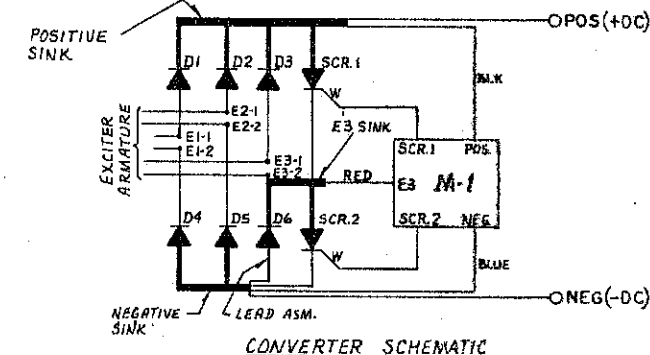 POSITIVE
SINK
POS(+DC)
D1
D2
D3
SCR.1
BLK
W
EXCITER
ARMATURE
E2-1
E2-2
E1-1
E1-2
E3-1
E3-2
E3 SINK
RED
SCR.1
POS.
E3
M-1
SCR.2
NEG
D4
D5
D6
SCR.2
W
BLUE
NEGATIVE
SINK
LEAD ASM.
NEG(-DC)
CONVERTER SCHEMATIC